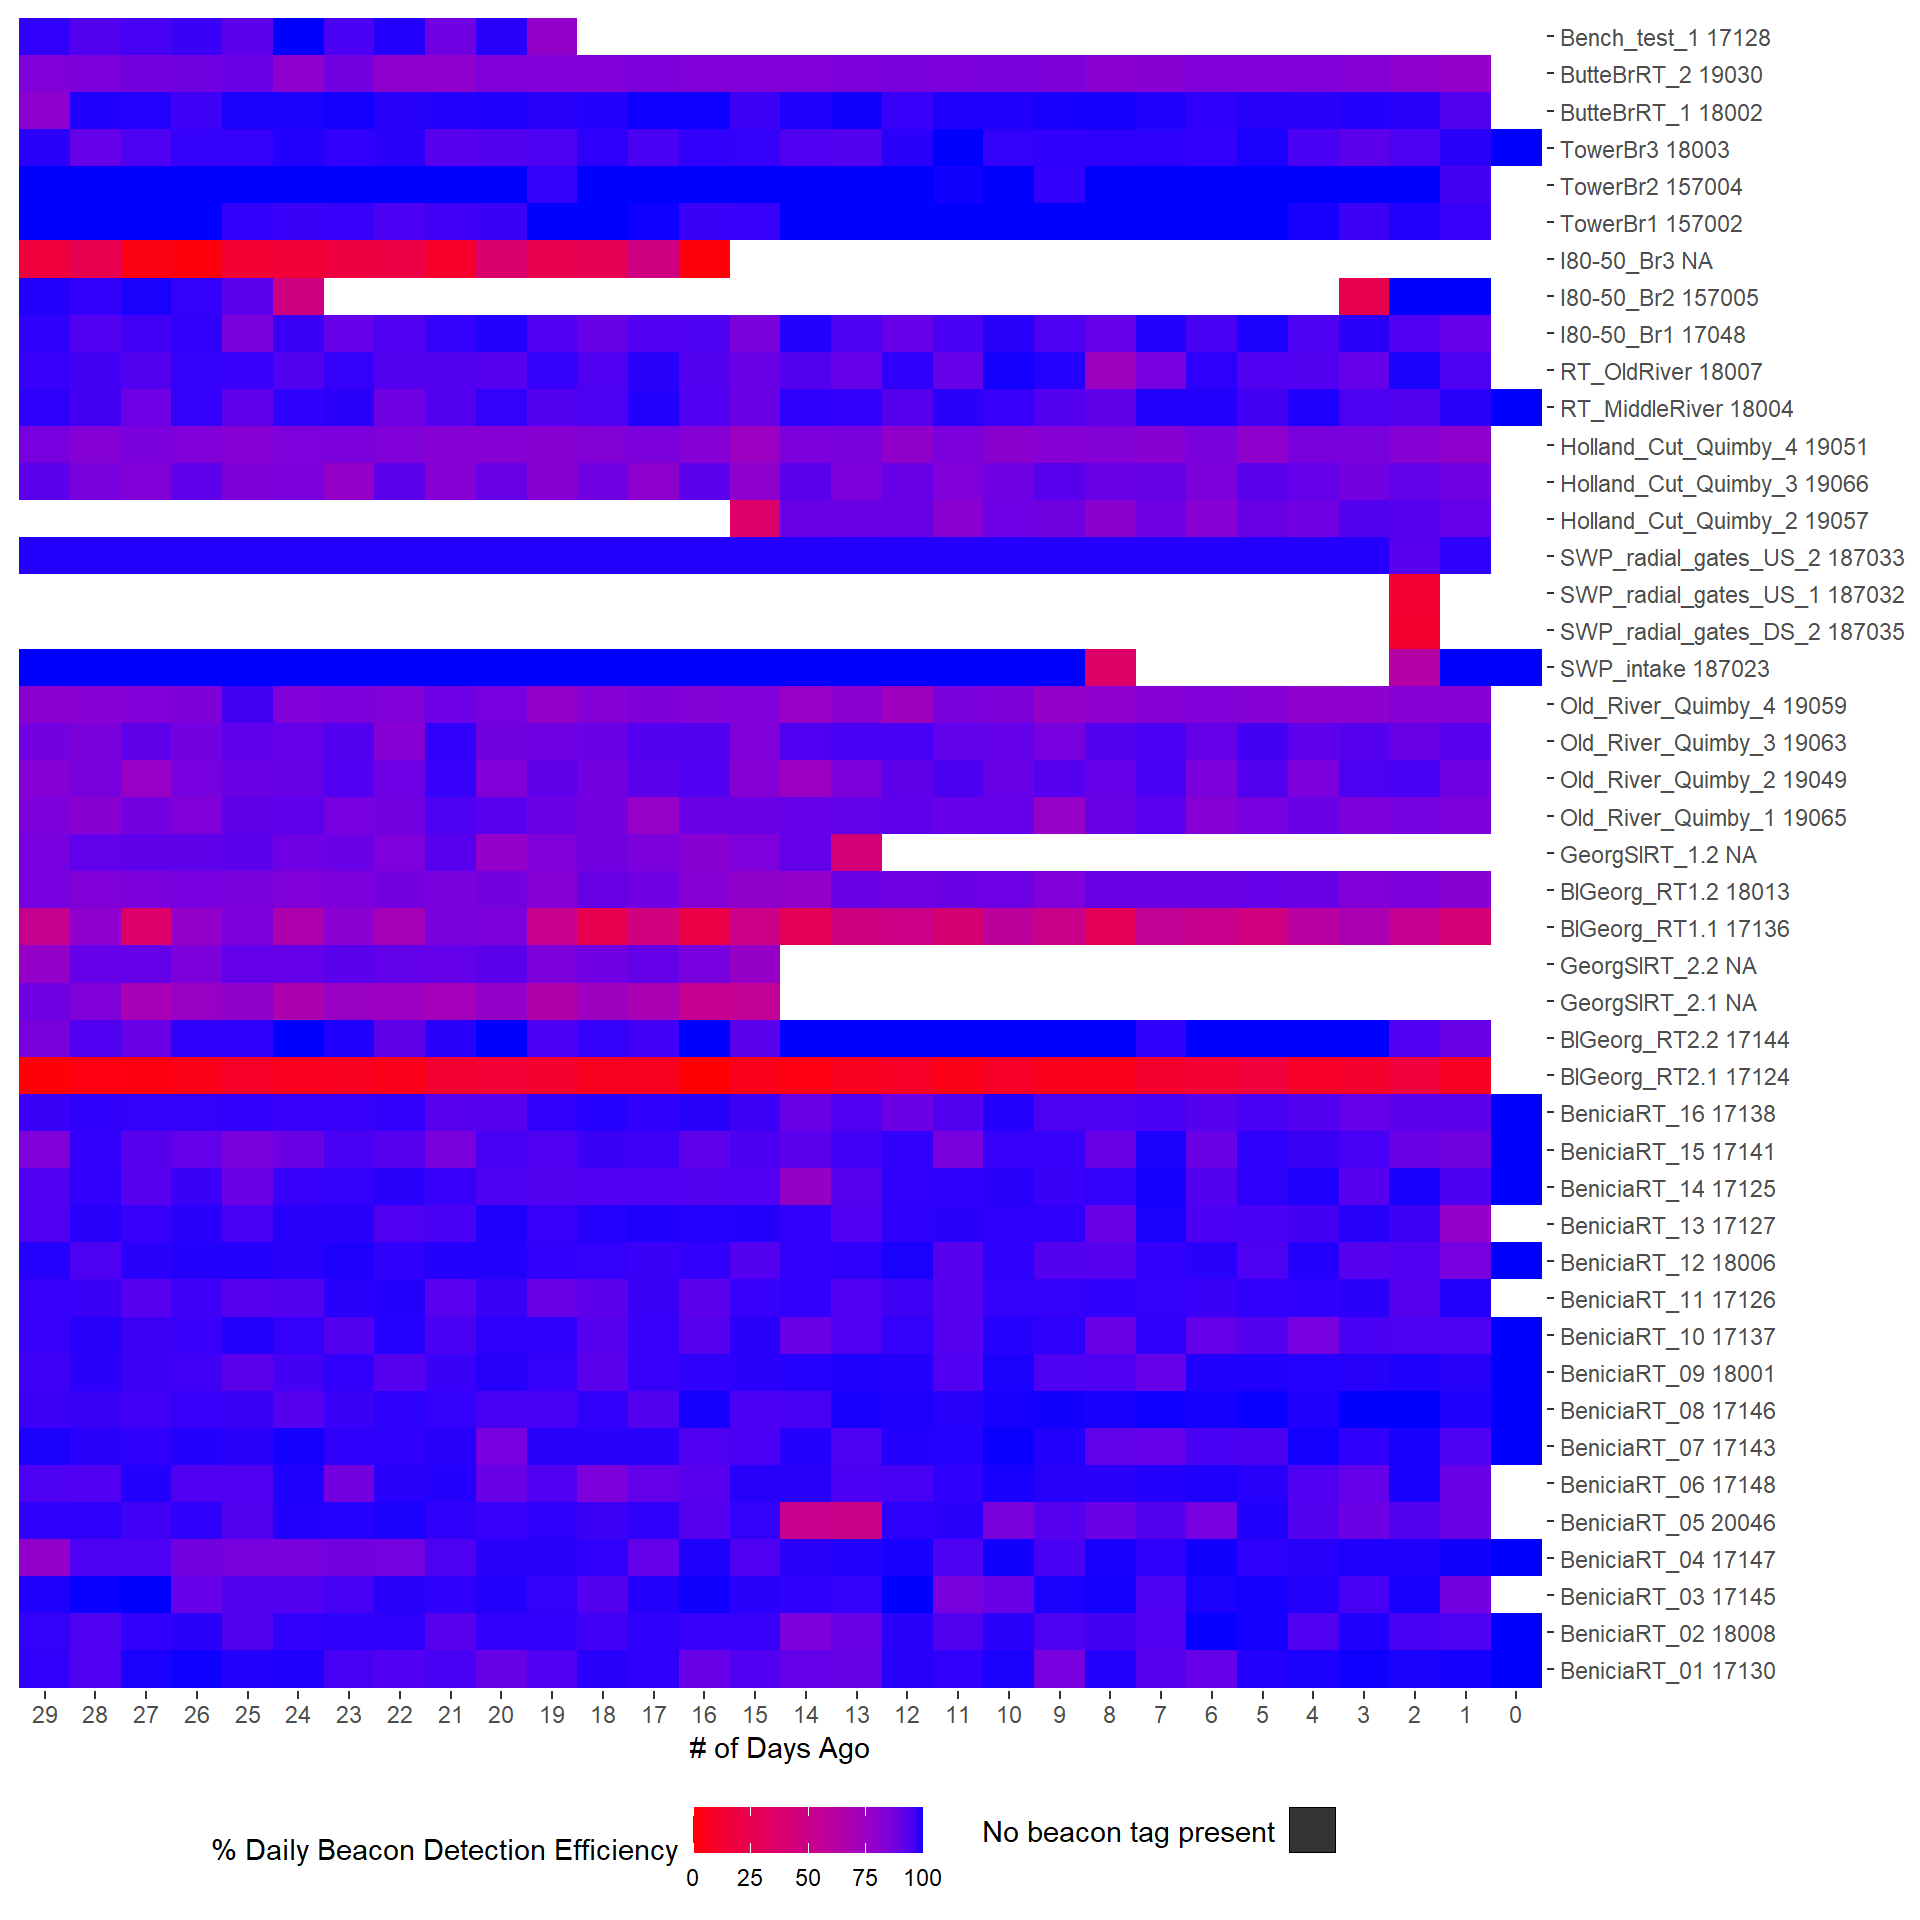 Bench_test_1 17128
ButteBrRT_2 19030
ButteBrRT_1 18002
TowerBr3 18003
TowerBr2 157004
TowerBr1 157002
I80-50_Br3 NA
I80-50_Br2 157005
I80-50_Br1 17048
RT_OldRiver 18007
RT_MiddleRiver 18004
Holland_Cut_Quimby_4 19051
Holland_Cut_Quimby_3 19066
Holland_Cut_Quimby_2 19057
SWP_radial_gates_US_2 187033
SWP_radial_gates_US_1 187032
SWP_radial_gates_DS_2 187035
SWP_intake 187023
Old_River_Quimby_4 19059
Old_River_Quimby_3 19063
Old_River_Quimby_2 19049
Old_River_Quimby_1 19065
GeorgSlRT_1.2 NA
BlGeorg_RT1.2 18013
BlGeorg_RT1.1 17136
GeorgSlRT_2.2 NA
GeorgSlRT_2.1 NA
BlGeorg_RT2.2 17144
BlGeorg_RT2.1 17124
BeniciaRT_16 17138
BeniciaRT_15 17141
BeniciaRT_14 17125
BeniciaRT_13 17127
BeniciaRT_12 18006
BeniciaRT_11 17126
BeniciaRT_10 17137
BeniciaRT_09 18001
BeniciaRT_08 17146
BeniciaRT_07 17143
BeniciaRT_06 17148
BeniciaRT_05 20046
BeniciaRT_04 17147
BeniciaRT_03 17145
BeniciaRT_02 18008
BeniciaRT_01 17130
29 28 27 26 25 24 23 22 21 20 19 18 17 16 15 14 13 12 11 10 9 8 7 6 5 4 3 2 1 0
# of Days Ago
% Daily Beacon Detection Efficiency
0 25 50 75 100
No beacon tag present